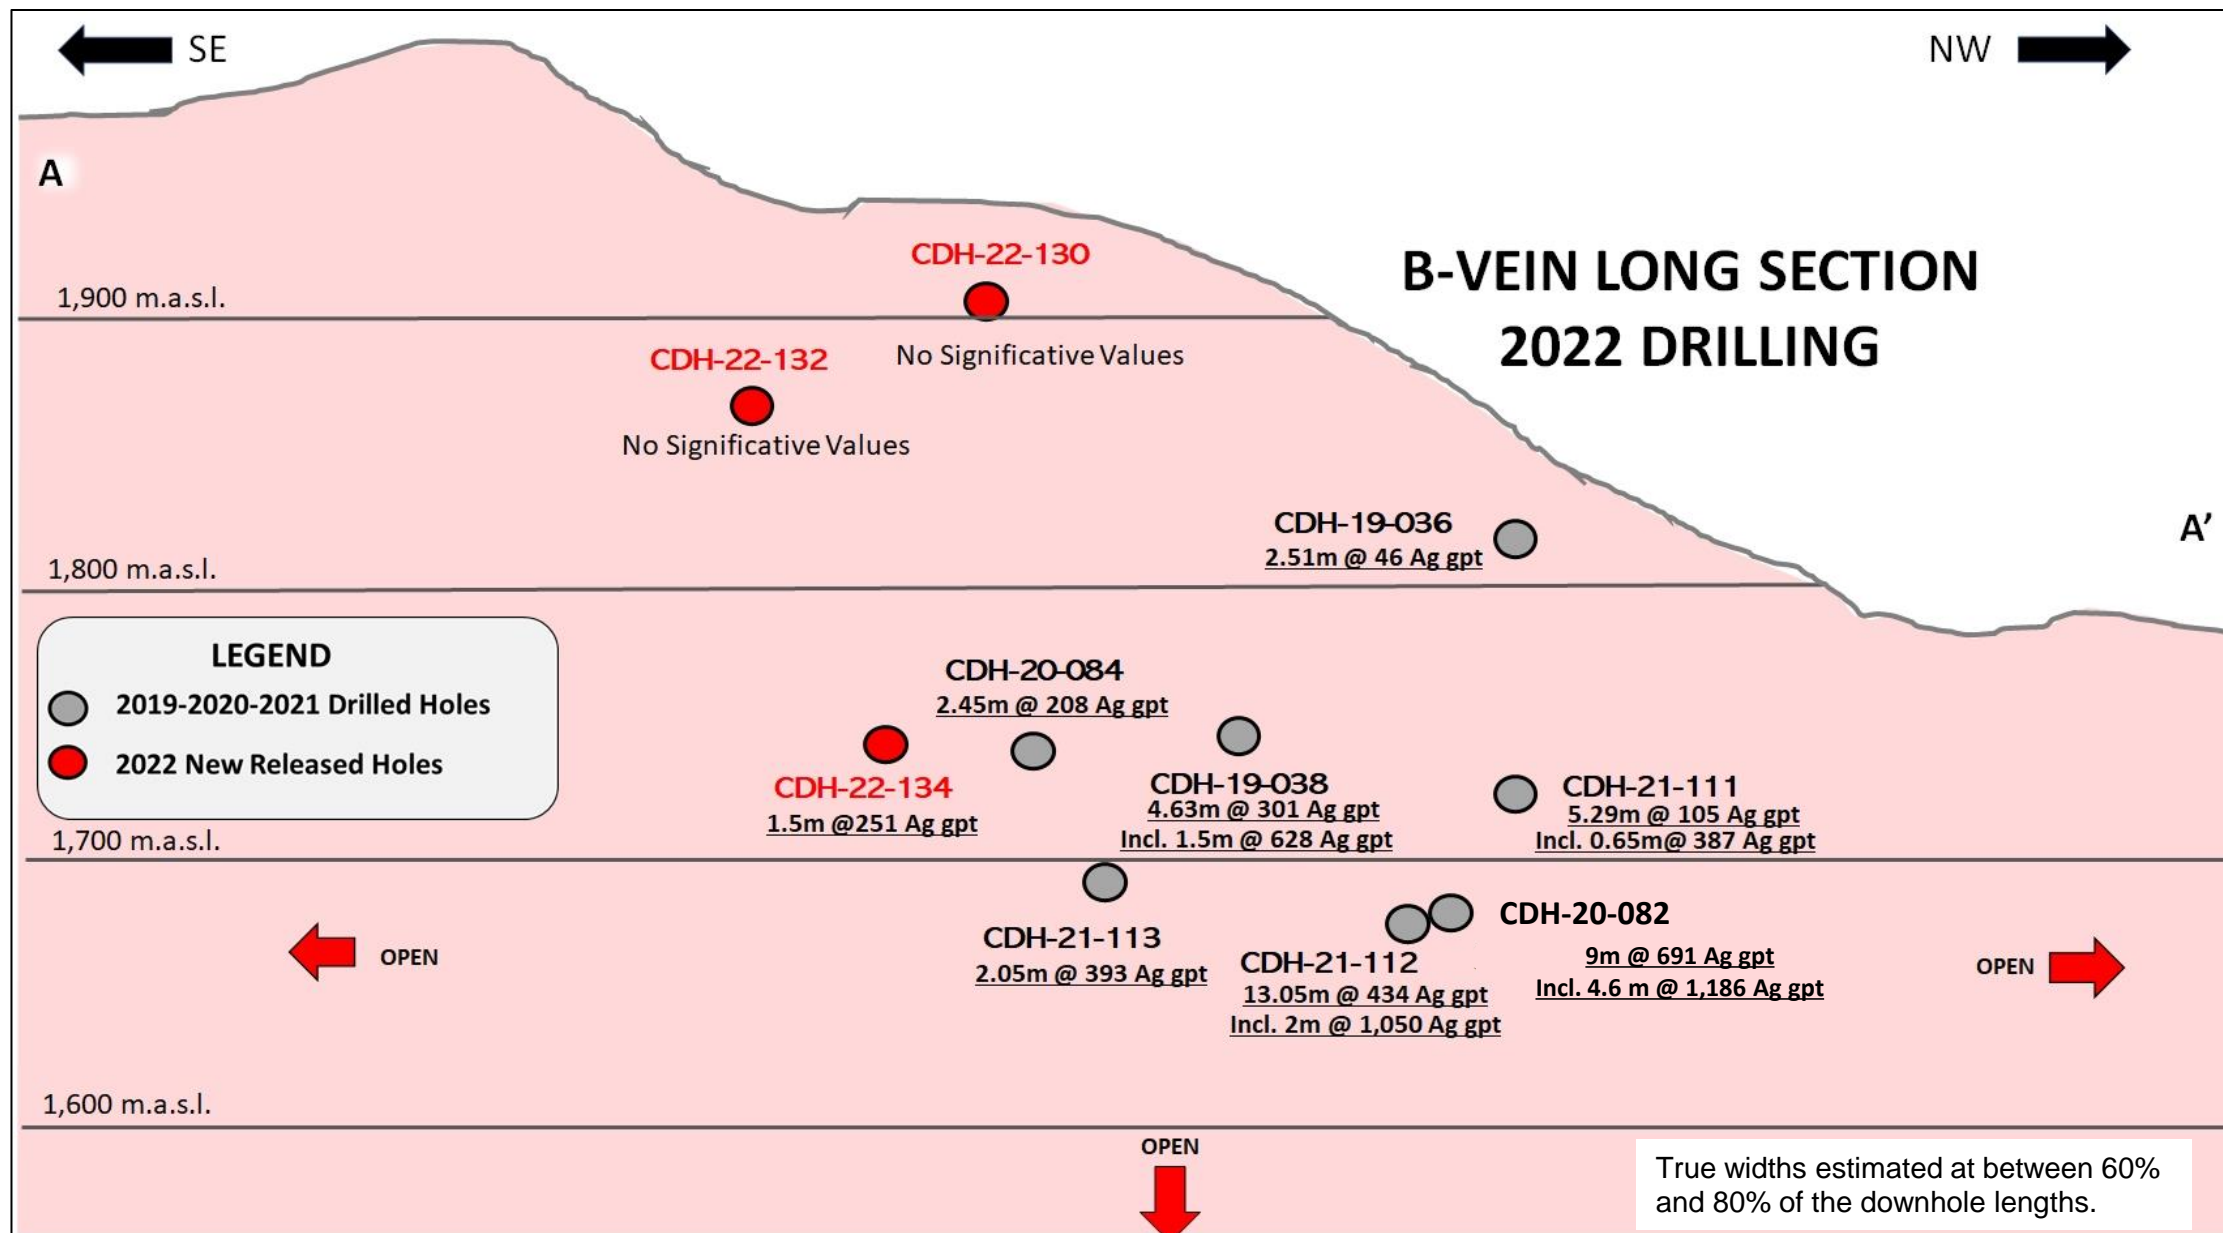 SE
NW
A
CDH-22-130
B-VEIN LONG SECTION
2022 DRILLING
1,900 m.a.s.l.
No Significative Values
CDH-22-132
No Significative Values
CDH-19-036
2.51m @ 46 Ag gpt
A'
1,800 m.a.s.l.
LEGEND
2019-2020-2021 Drilled Holes
2022 New Released Holes
CDH-20-084
2.45m @ 208 Ag gpt
CDH-22-134
1.5m @251 Ag gpt
CDH-19-038
4.63m @ 301 Ag gpt
Incl. 1.5m @ 628 Ag gpt
CDH-21-111
5.29m @ 105 Ag gpt
Incl. 0.65m@ 387 Ag gpt
1,700 m.a.s.l.
OPEN
CDH-21-113
2.05m @ 393 Ag gpt
CDH-21-112
13.05m @ 434 Ag gpt
Incl. 2m @ 1,050 Ag gpt
CDH-20-082
9m @ 691 Ag gpt
Incl. 4.6 m @ 1,186 Ag gpt
OPEN
1,600 m.a.s.l.
OPEN
True widths estimated at between 60%
and 80% of the downhole lengths.